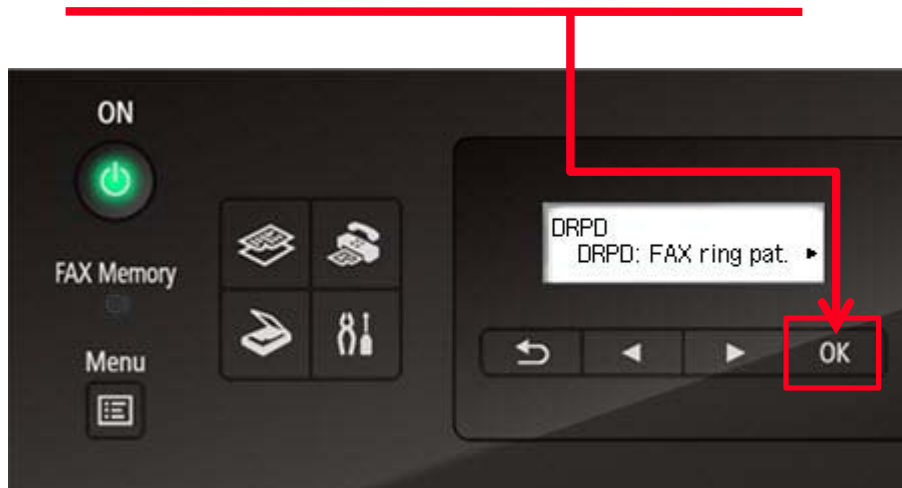 ON
FAX Memory
Menu
DRPD
DRPD: FAX ring pat.
OK